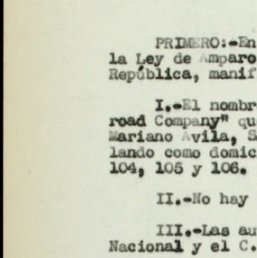 PRIMERO:-En
la Ley de Amparo
República, manif
I.-El nombr
road Company" qu
Mariano Avila, S
lando como domic
104, 105 y 106.
II.-No hay
III.-Las au
Nacional y el C.